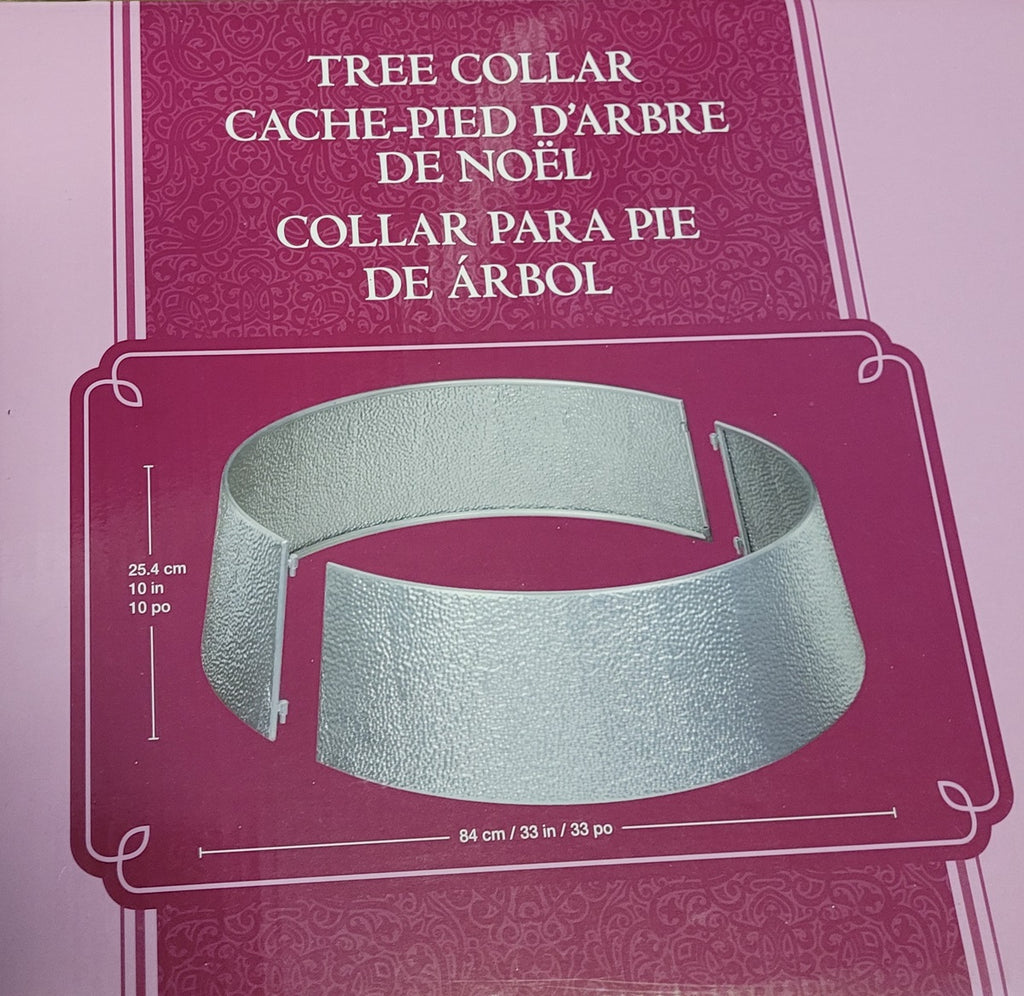 TREE COLLAR
CACHE-PIED D'ARBRE
DE NOËL
COLLAR PARA PIE
DE ÁRBOL
25.4 cm
10 in
10 po
84 cm / 33 in / 33 po